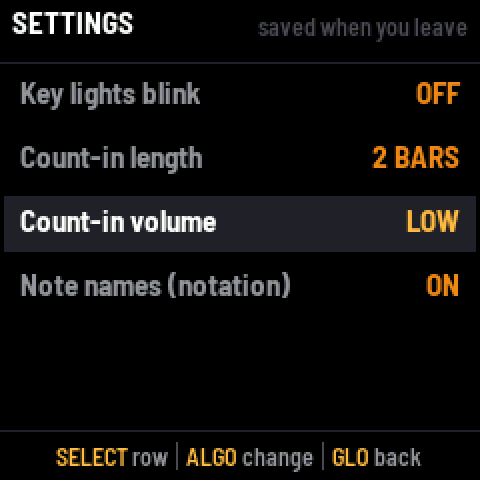 SETTINGS saved when you leave
Key lights blink OFF
Count-in length 2 BARS
Count-in volume LOW
Note names (notation) ON
SELECT row | ALGO change | GLO back